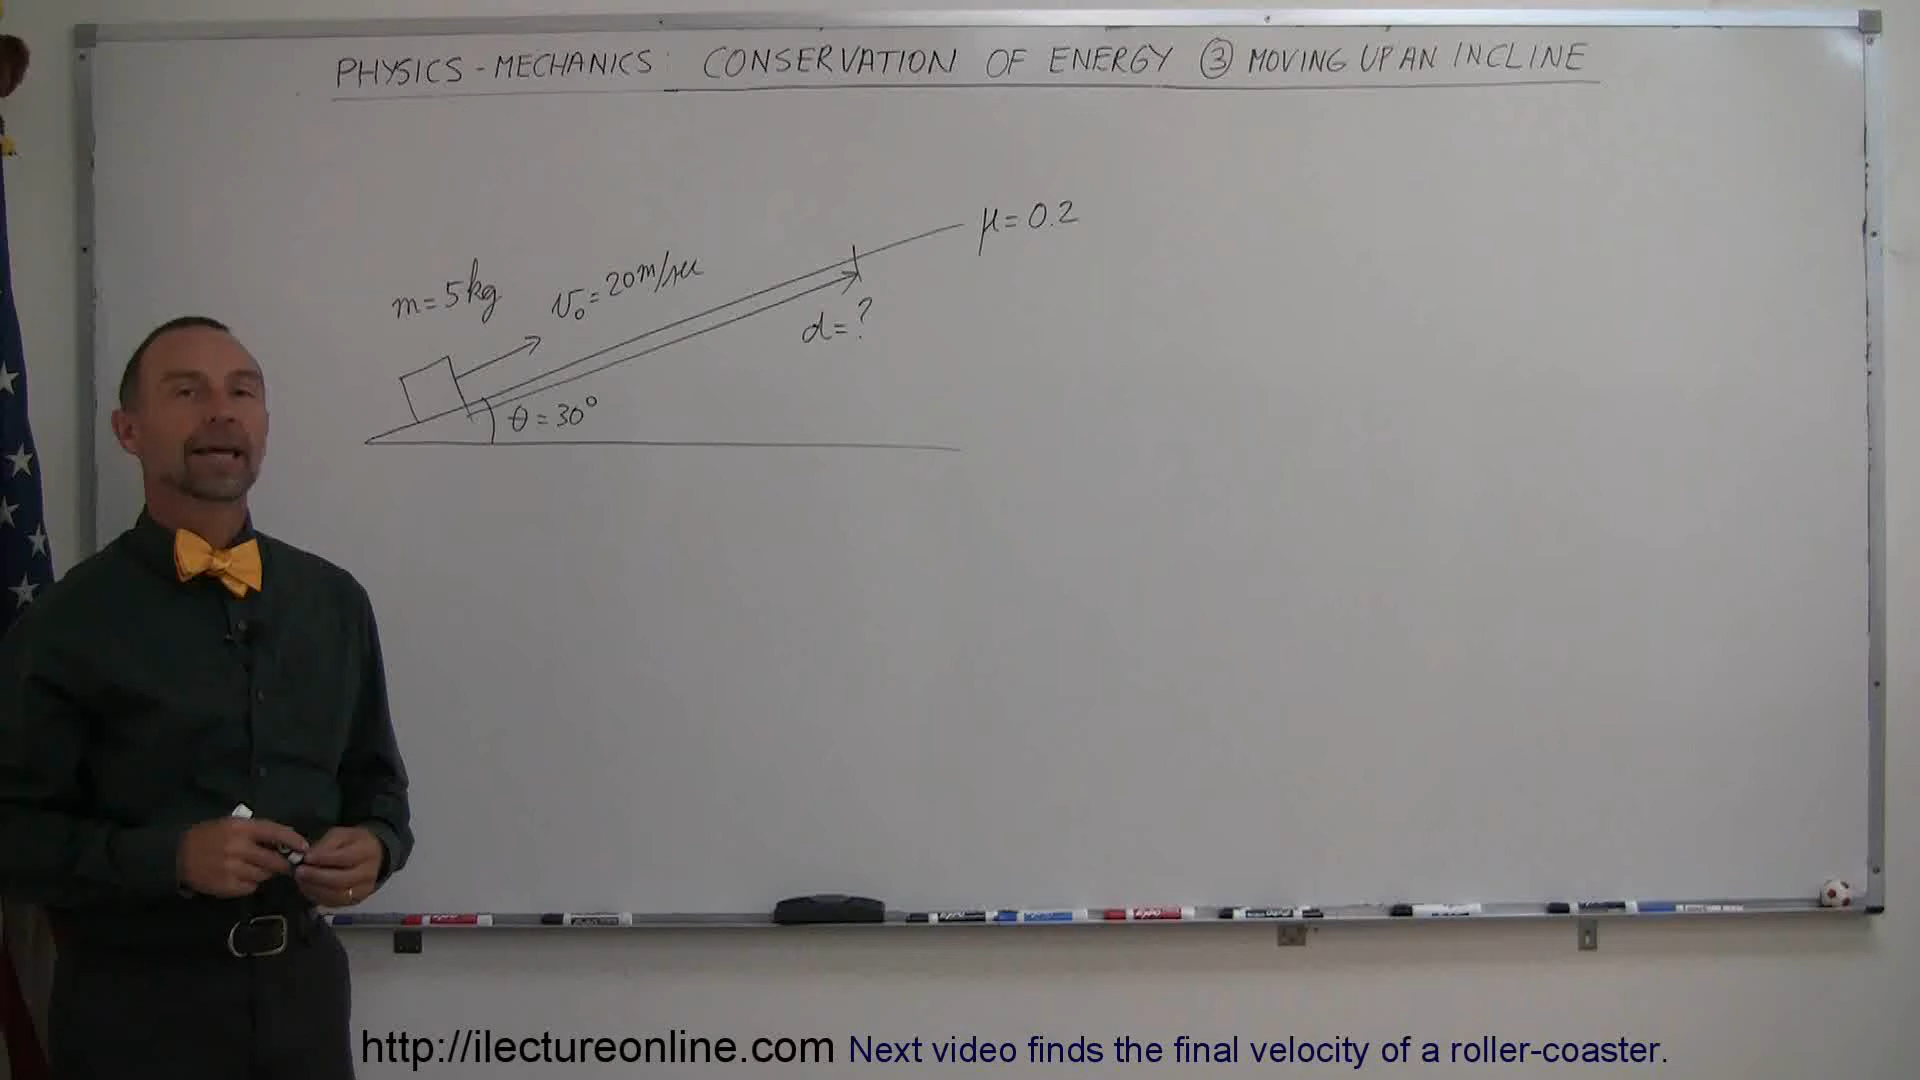 PHYSICS - MECHANICS: CONSERVATION OF ENERGY ③ MOVING UP AN INCLINE
μ = 0.2
m = 5 kg
v₀ = 20 m/sec
d = ?
θ = 30°
http://ilectureonline.com Next video finds the final velocity of a roller-coaster.